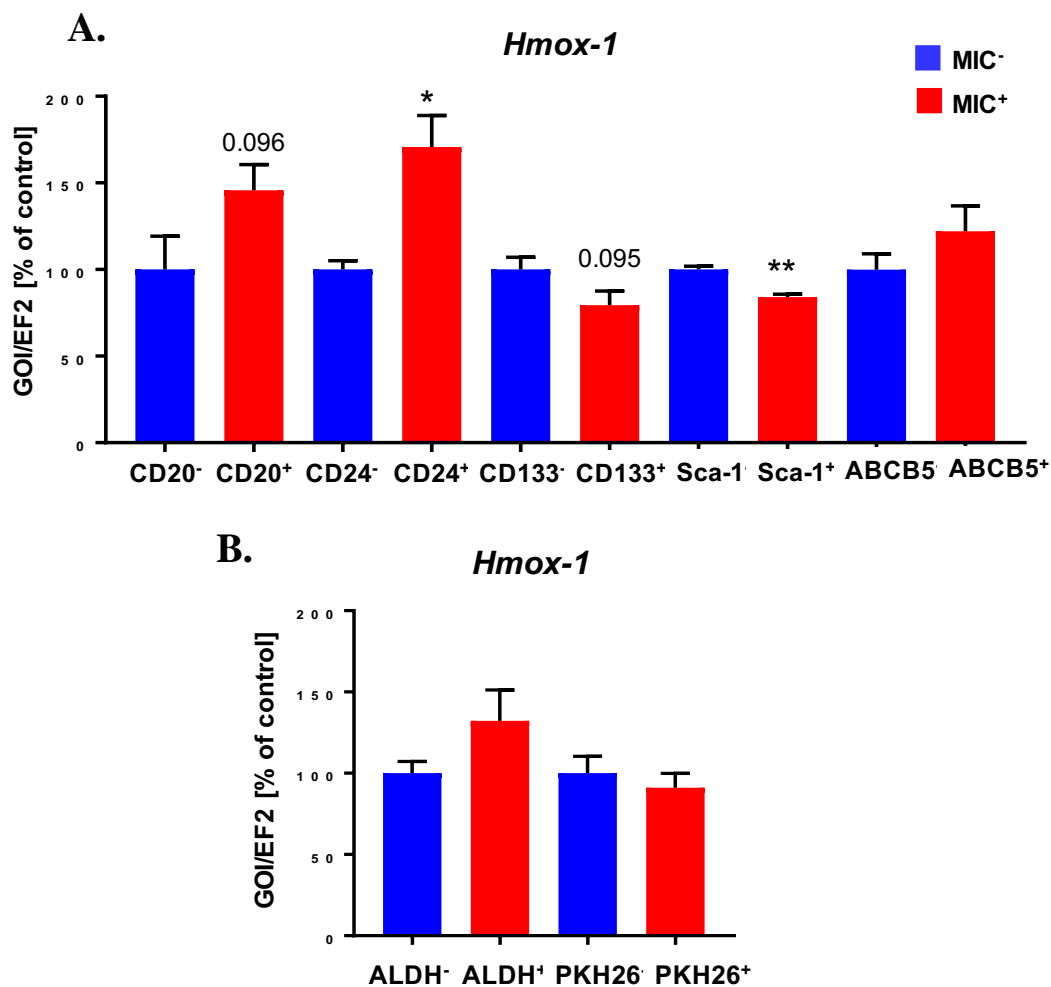 A.
Hmox-1
MIC⁻
MIC⁺
GOI/EF2 [% of control]
200
150
100
50
0
0.096
*
0.095
**
CD20⁻ CD20⁺ CD24⁻ CD24⁺ CD133⁻ CD133⁺ Sca-1⁻ Sca-1⁺ ABCB5⁻ ABCB5⁺
B.
Hmox-1
GOI/EF2 [% of control]
200
150
100
50
0
ALDH⁻ ALDH⁺ PKH26⁻ PKH26⁺